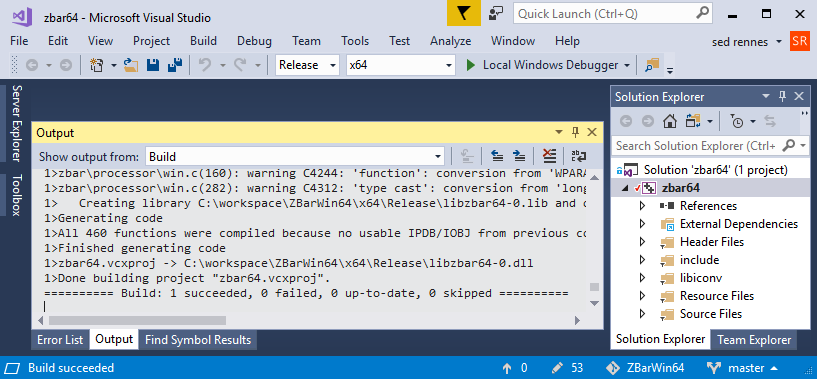 zbar64 - Microsoft Visual Studio
Quick Launch (Ctrl+Q)
File Edit View Project Build Debug Team Tools Test Analyze Window Help sed rennes SR
Release x64 Local Windows Debugger
Server Explorer
Toolbox
Output
Show output from: Build
1>zbar\processor\win.c(160): warning C4244: 'function': conversion from 'WPARA
1>zbar\processor\win.c(282): warning C4312: 'type cast': conversion from 'long
1>   Creating library C:\workspace\ZBarWin64\x64\Release\libzbar64-0.lib and o
1>Generating code
1>All 460 functions were compiled because no usable IPDB/IOBJ from previous co
1>Finished generating code
1>zbar64.vcxproj -> C:\workspace\ZBarWin64\x64\Release\libzbar64-0.dll
1>Done building project "zbar64.vcxproj".
========== Build: 1 succeeded, 0 failed, 0 up-to-date, 0 skipped ==========
Error List Output Find Symbol Results
Solution Explorer
Search Solution Explorer (Ctrl+
Solution 'zbar64' (1 project)
zbar64
References
External Dependencies
Header Files
include
libiconv
Resource Files
Source Files
Solution Explorer Team Explorer
Build succeeded 0 53 ZBarWin64 master